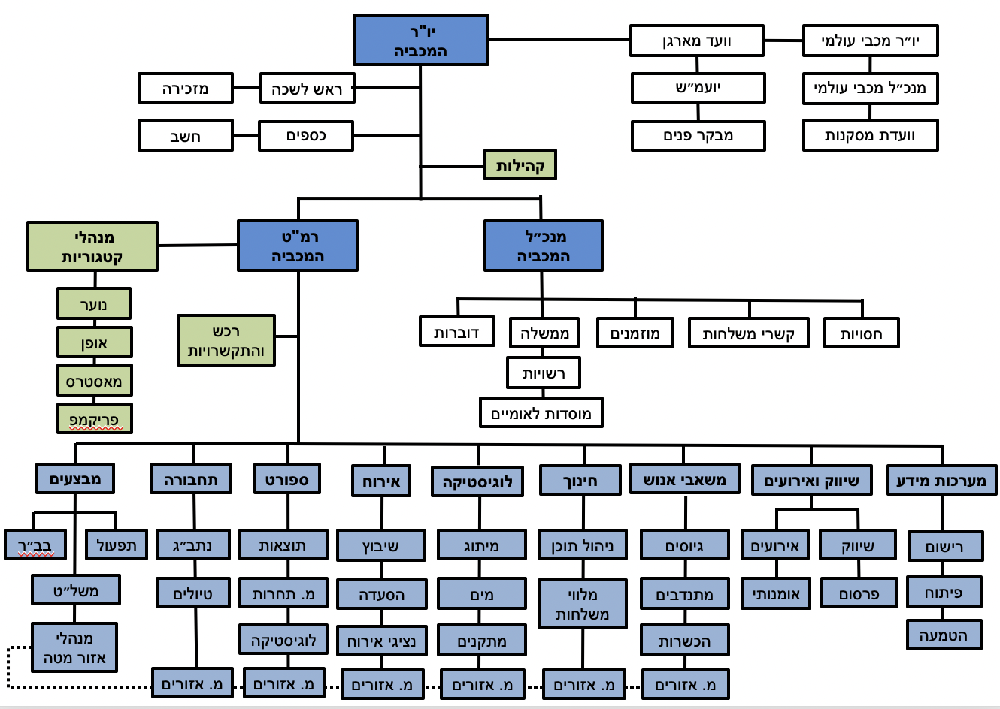 יו"ר
המכביה
וועד מארגן
יו״ר מכבי עולמי
ראש לשכה
מזכירה
יועמ״ש
מנכ״ל מכבי עולמי
כספים
חשב
מבקר פנים
וועדת מסקנות
קהילות
מנכ״ל
המכביה
רמ"ט
המכביה
מנהלי
קטגוריות
נוער
אופן
מאסטרס
פריקמפ
רכש
והתקשרויות
חסויות
קשרי משלחות
מוזמנים
ממשלה
דוברות
רשויות
מוסדות לאומיים
מערכות מידע
שיווק ואירועים
משאבי אנוש
חינוך
לוגיסטיקה
אירוח
ספורט
תחבורה
מבצעים
רישום
שיווק
אירועים
גיוסים
ניהול תוכן
מיתוג
שיבוץ
תוצאות
נתב״ג
תפעול
בב״ר
פיתוח
פרסום
אומנותי
מתנדבים
מלווי
משלחות
מים
הסעדה
מ. תחרות
טיולים
משל״ט
הטמעה
הכשרות
מתקנים
נציגי אירוח
לוגיסטיקה
מנהלי
אזור מטה
מ. אזורים
מ. אזורים
מ. אזורים
מ. אזורים
מ. אזורים
מ. אזורים